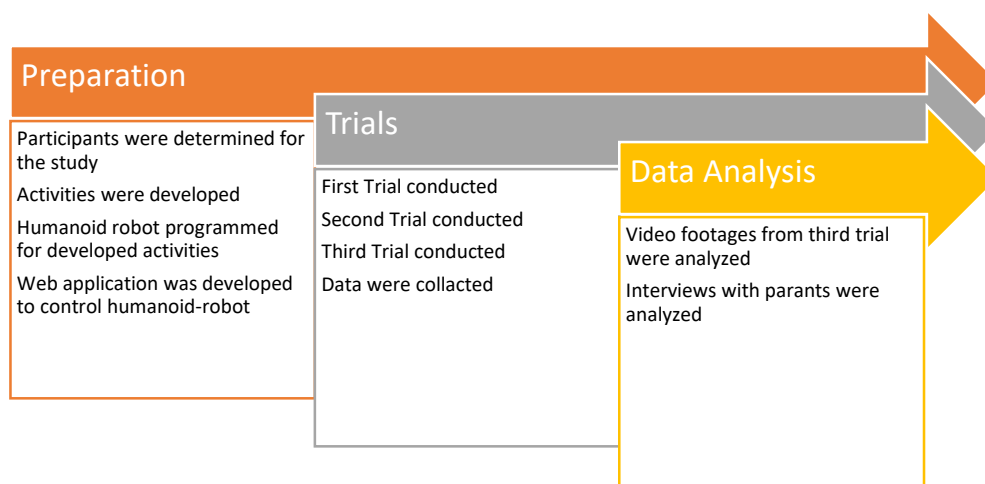 Preparation
Participants were determined for
the study
Activities were developed
Humanoid robot programmed
for developed activities
Web application was developed
to control humanoid-robot
Trials
First Trial conducted
Second Trial conducted
Third Trial conducted
Data were collacted
Data Analysis
Video footages from third trial
were analyzed
Interviews with parants were
analyzed